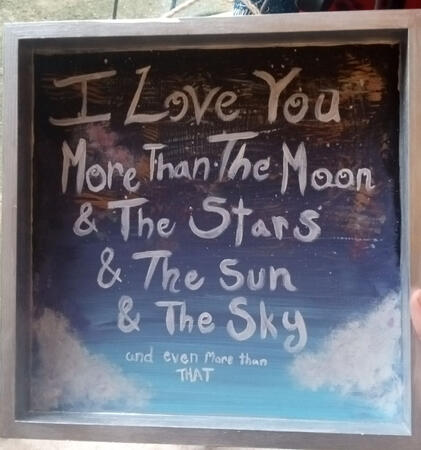 I Love You
More Than The Moon
& The Stars
& The Sun
& The Sky
and even More than
THAT